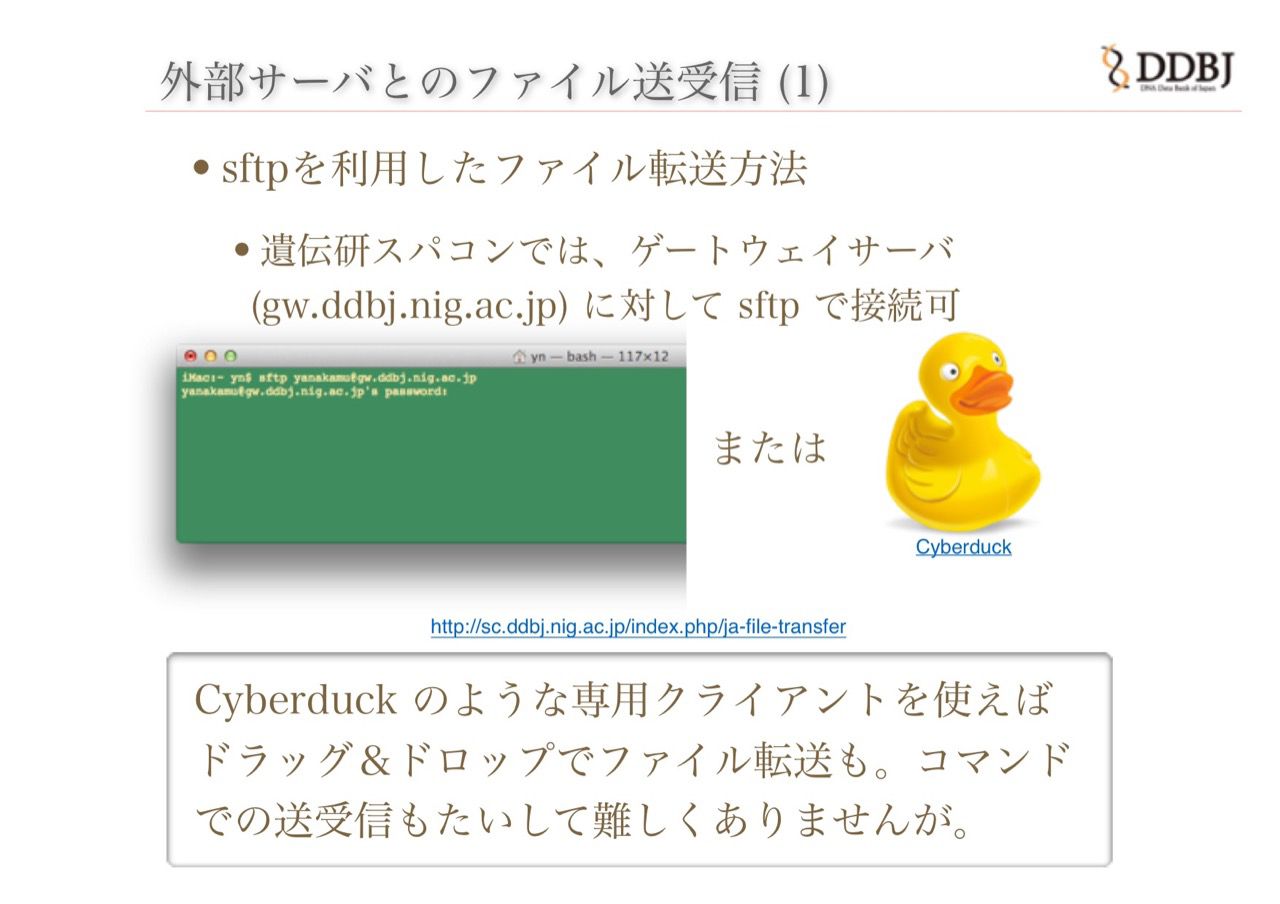 外部サーバとのファイル送受信 (1)
DDBJ
DNA Data Bank of Japan
• sftpを利用したファイル転送方法
• 遺伝研スパコンでは、ゲートウェイサーバ
(gw.ddbj.nig.ac.jp) に対して sftp で接続可
yn — bash — 117×12
iMac:~ yn$ sftp yanakamu@gw.ddbj.nig.ac.jp
yanakamu@gw.ddbj.nig.ac.jp's password:
または
Cyberduck
http://sc.ddbj.nig.ac.jp/index.php/ja-file-transfer
Cyberduck のような専用クライアントを使えば
ドラッグ＆ドロップでファイル転送も。コマンド
での送受信もたいして難しくありませんが。